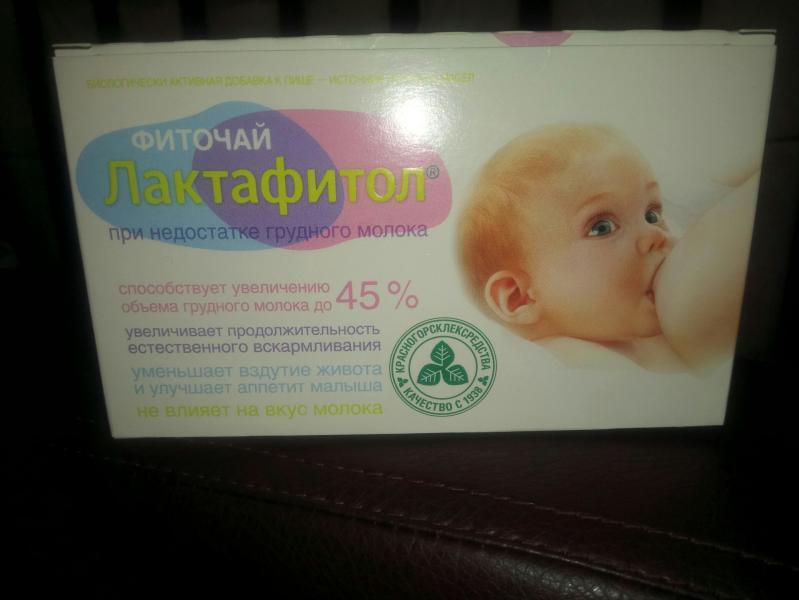 БИОЛОГИЧЕСКИ АКТИВНАЯ ДОБАВКА К ПИЩЕ – ИСТОЧНИК
ФИТОЧАЙ
Лактафитол®
при недостатке грудного молока
способствует увеличению
объема грудного молока до 45%
увеличивает продолжительность
естественного вскармливания
уменьшает вздутие живота
и улучшает аппетит малыша
не влияет на вкус молока
КРАСНОГОРСКЛЕКСРЕДСТВА
КАЧЕСТВО С 1938